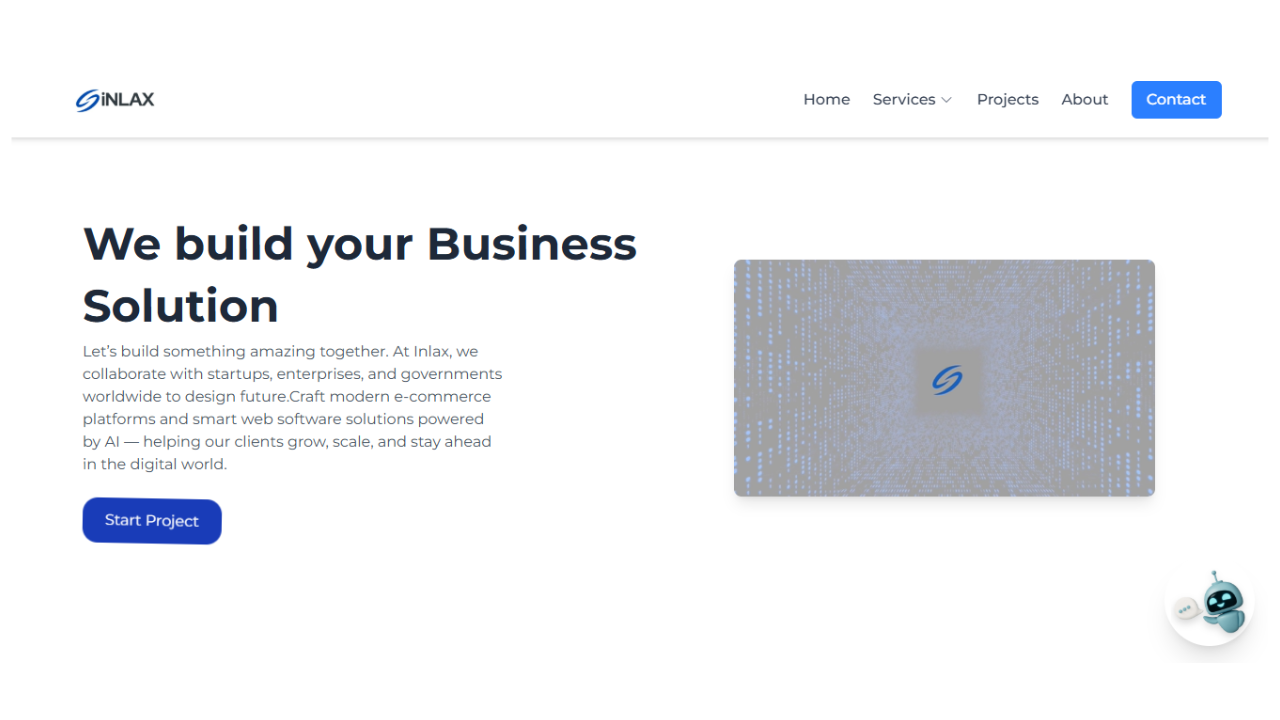 iNLAX
Home Services Projects About Contact
We build your Business
Solution
Let’s build something amazing together. At Inlax, we
collaborate with startups, enterprises, and governments
worldwide to design future.Craft modern e-commerce
platforms and smart web software solutions powered
by AI — helping our clients grow, scale, and stay ahead
in the digital world.
Start Project